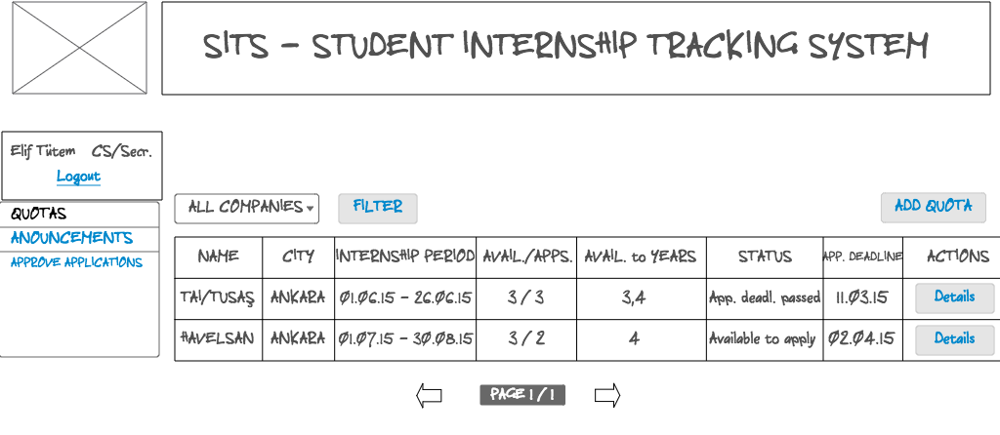 SITS - STUDENT INTERNSHIP TRACKING SYSTEM
Elif Tütem CS/Secr.
Logout
QUOTAS
ANOUNCEMENTS
APPROVE APPLICATIONS
ALL COMPANIES FILTER ADD QUOTA
NAME CITY INTERNSHIP PERIOD AVAIL./APPS. AVAIL. to YEARS STATUS APP. DEADLINE ACTIONS
TAI/TUSAŞ ANKARA 01.06.15 - 26.06.15 3 / 3 3,4 App. deadl. passed 11.03.15 Details
HAVELSAN ANKARA 01.07.15 - 30.08.15 3 / 2 4 Available to apply 02.04.15 Details
PAGE 1 / 1